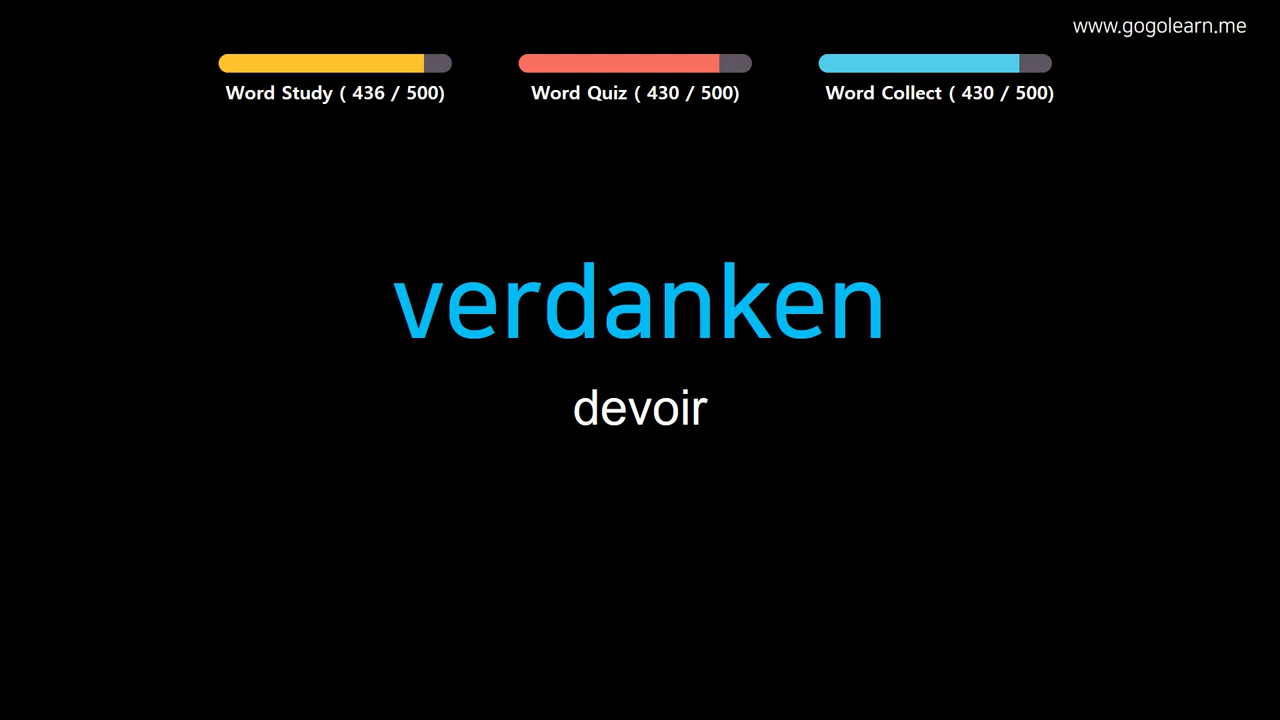 www.gogolearn.me
Word Study ( 436 / 500)
Word Quiz ( 430 / 500)
Word Collect ( 430 / 500)
verdanken
devoir